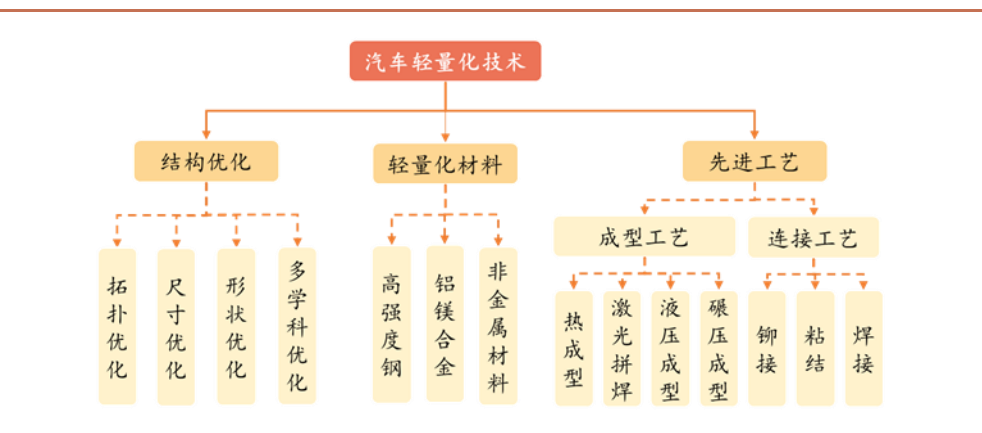 汽车轻量化技术
结构优化
轻量化材料
先进工艺
成型工艺
连接工艺
拓扑优化
尺寸优化
形状优化
多学科优化
高强度钢
铝镁合金
非金属材料
热成型
激光拼焊
液压成型
碾压成型
铆接
粘结
焊接